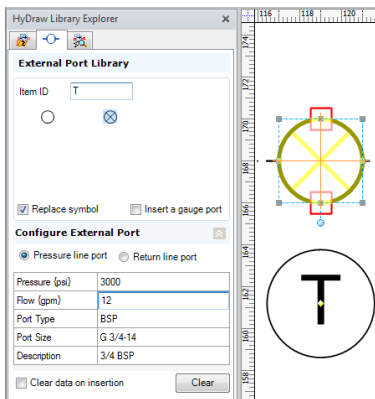 HyDraw Library Explorer x
External Port Library
Item ID T
Replace symbol Insert a gauge port
Configure External Port
Pressure line port Return line port
Pressure {psi} 3000
Flow {gpm} 12
Port Type BSP
Port Size G 3/4-14
Description 3/4 BSP
Clear data on insertion Clear
116 118 120
174
172
170
168
166
164
162
160
158
T